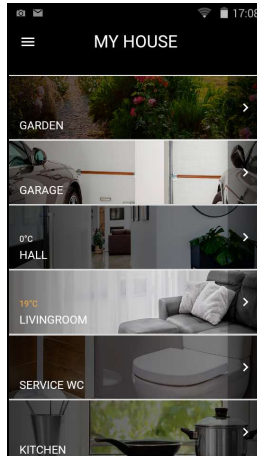 17:08
MY HOUSE
GARDEN
GARAGE
0°C
HALL
19°C
LIVINGROOM
SERVICE WC
KITCHEN